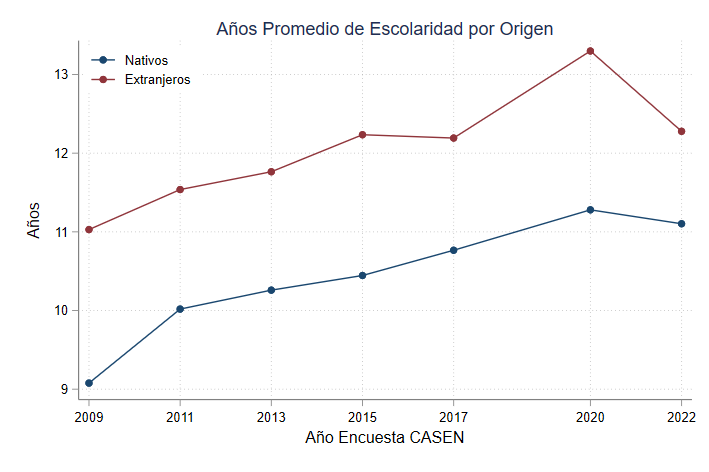 Años Promedio de Escolaridad por Origen
Nativos
Extranjeros
13
12
11
10
9
Años
2009 2011 2013 2015 2017 2020 2022
Año Encuesta CASEN